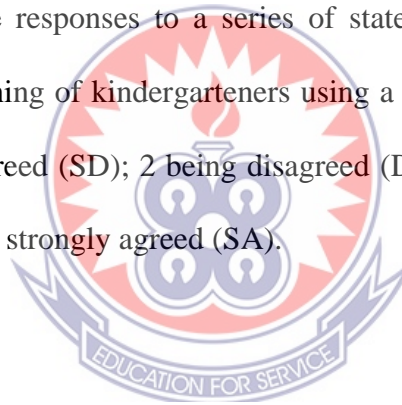 responses to a series of state
ning of kindergarteners using a
reed (SD); 2 being disagreed (D
strongly agreed (SA).
EDUCATION FOR SERVICE